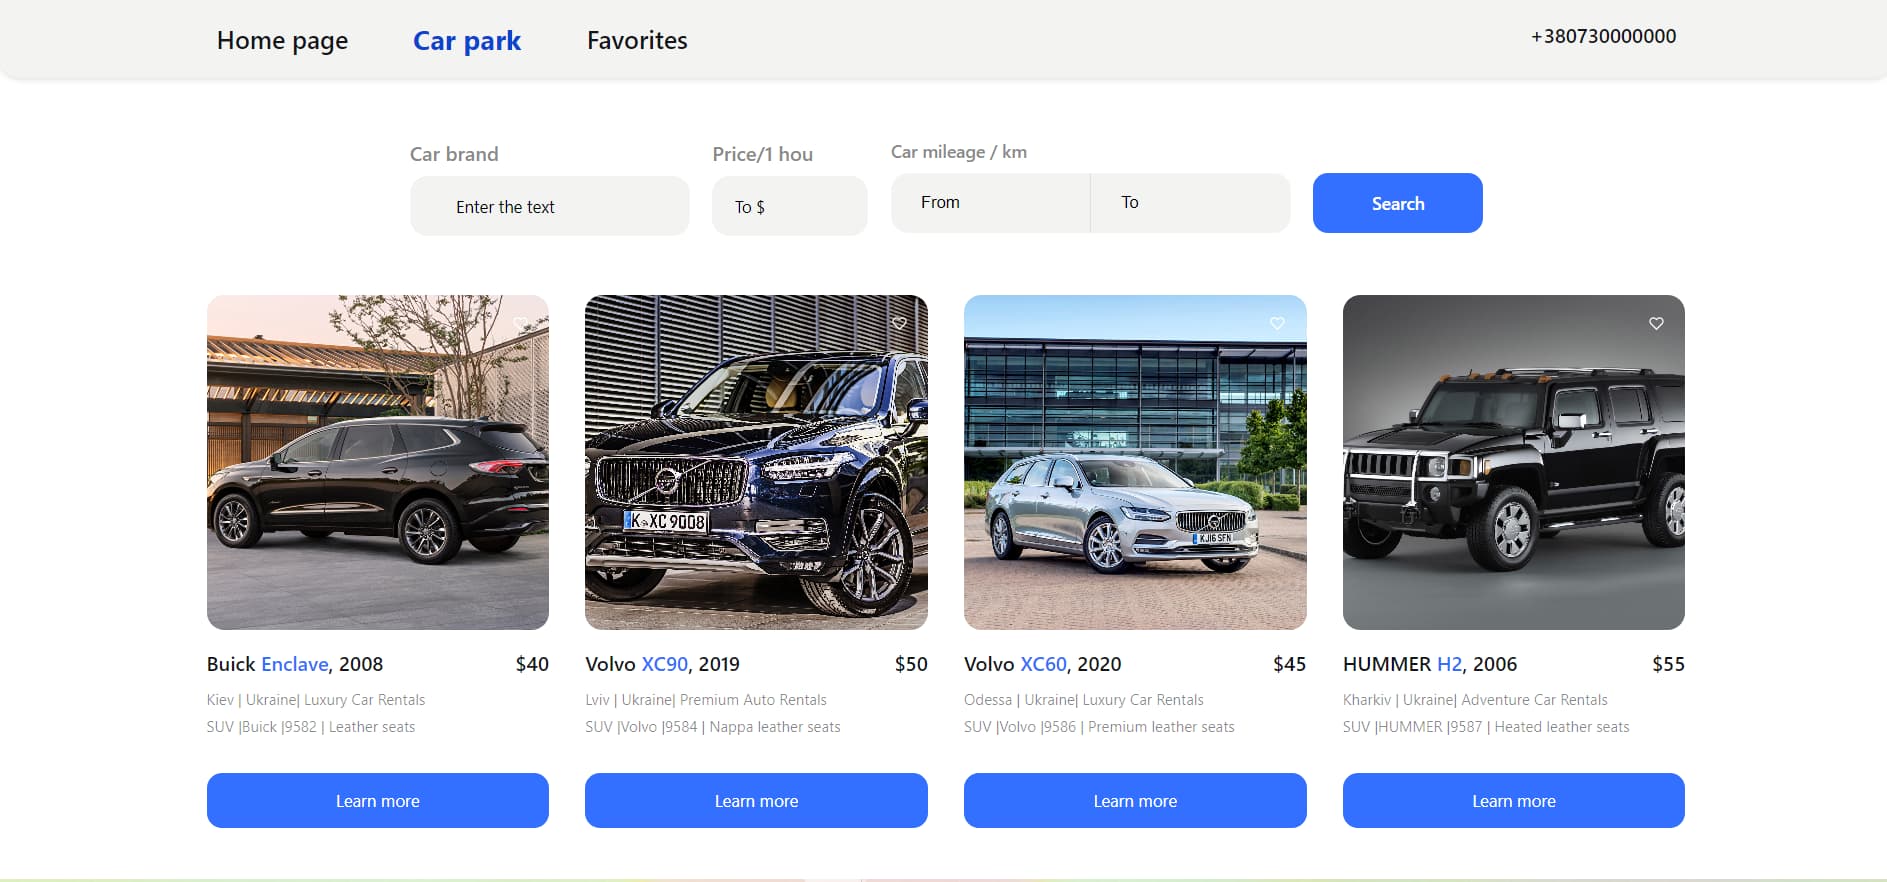 Home page
Car park
Favorites
+380730000000
Car brand
Price/1 hou
Car mileage / km
Enter the text
To $
From
To
Search
K XC 9008
KJ16 SFN
Buick Enclave, 2008
$40
Kiev | Ukraine| Luxury Car Rentals
SUV |Buick |9582 | Leather seats
Learn more
Volvo XC90, 2019
$50
Lviv | Ukraine| Premium Auto Rentals
SUV |Volvo |9584 | Nappa leather seats
Learn more
Volvo XC60, 2020
$45
Odessa | Ukraine| Luxury Car Rentals
SUV |Volvo |9586 | Premium leather seats
Learn more
HUMMER H2, 2006
$55
Kharkiv | Ukraine| Adventure Car Rentals
SUV |HUMMER |9587 | Heated leather seats
Learn more